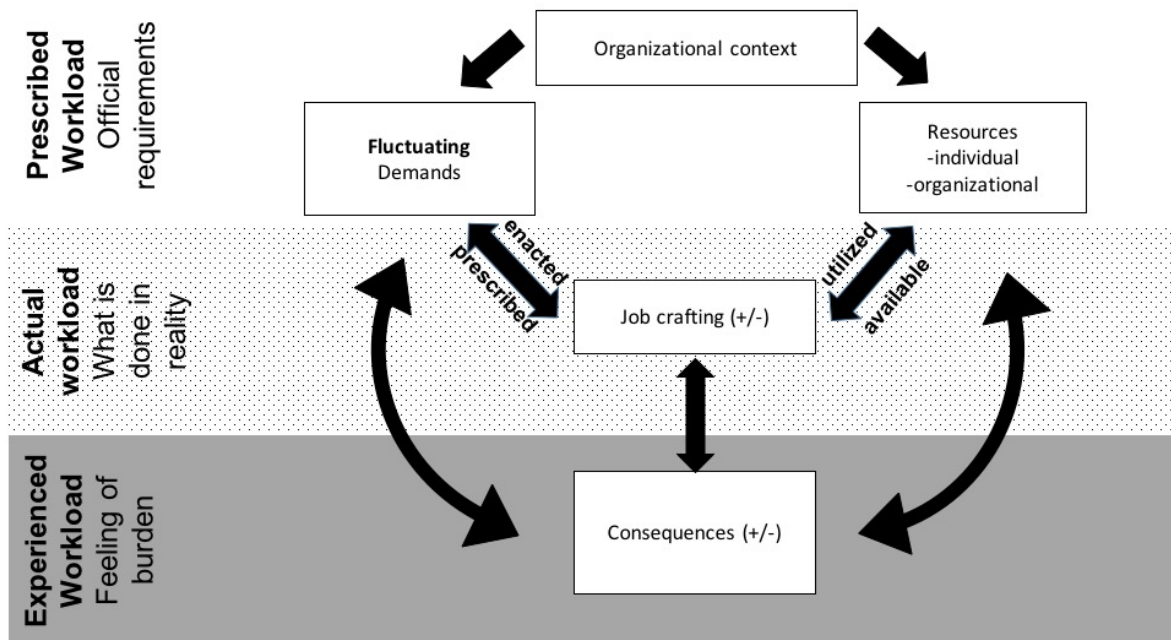 Prescribed
Workload
Official
requirements
Organizational context
Fluctuating
Demands
Resources
-individual
-organizational
enacted
prescribed
utilized
available
Actual
workload
What is
done in
reality
Job crafting (+/-)
Experienced
Workload
Feeling of
burden
Consequences (+/-)